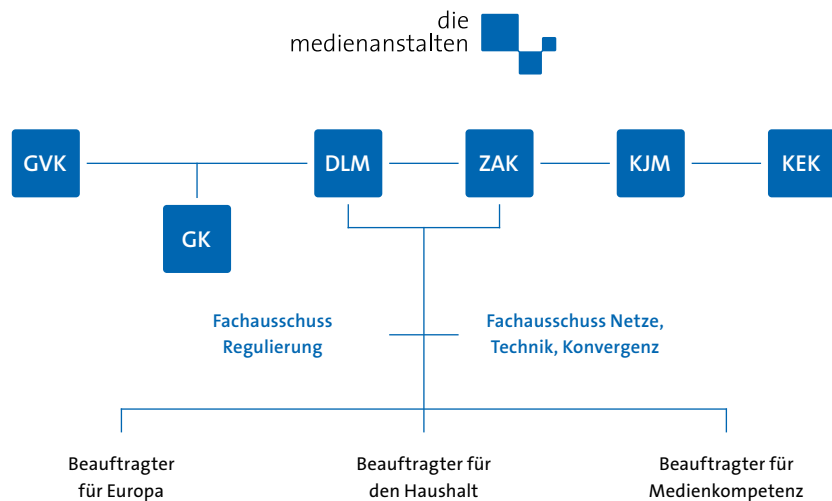 die
medienanstalten
GVK
DLM
ZAK
KJM
KEK
GK
Fachausschuss
Regulierung
Fachausschuss Netze,
Technik, Konvergenz
Beauftragter
für Europa
Beauftragter für
den Haushalt
Beauftragter für
Medienkompetenz